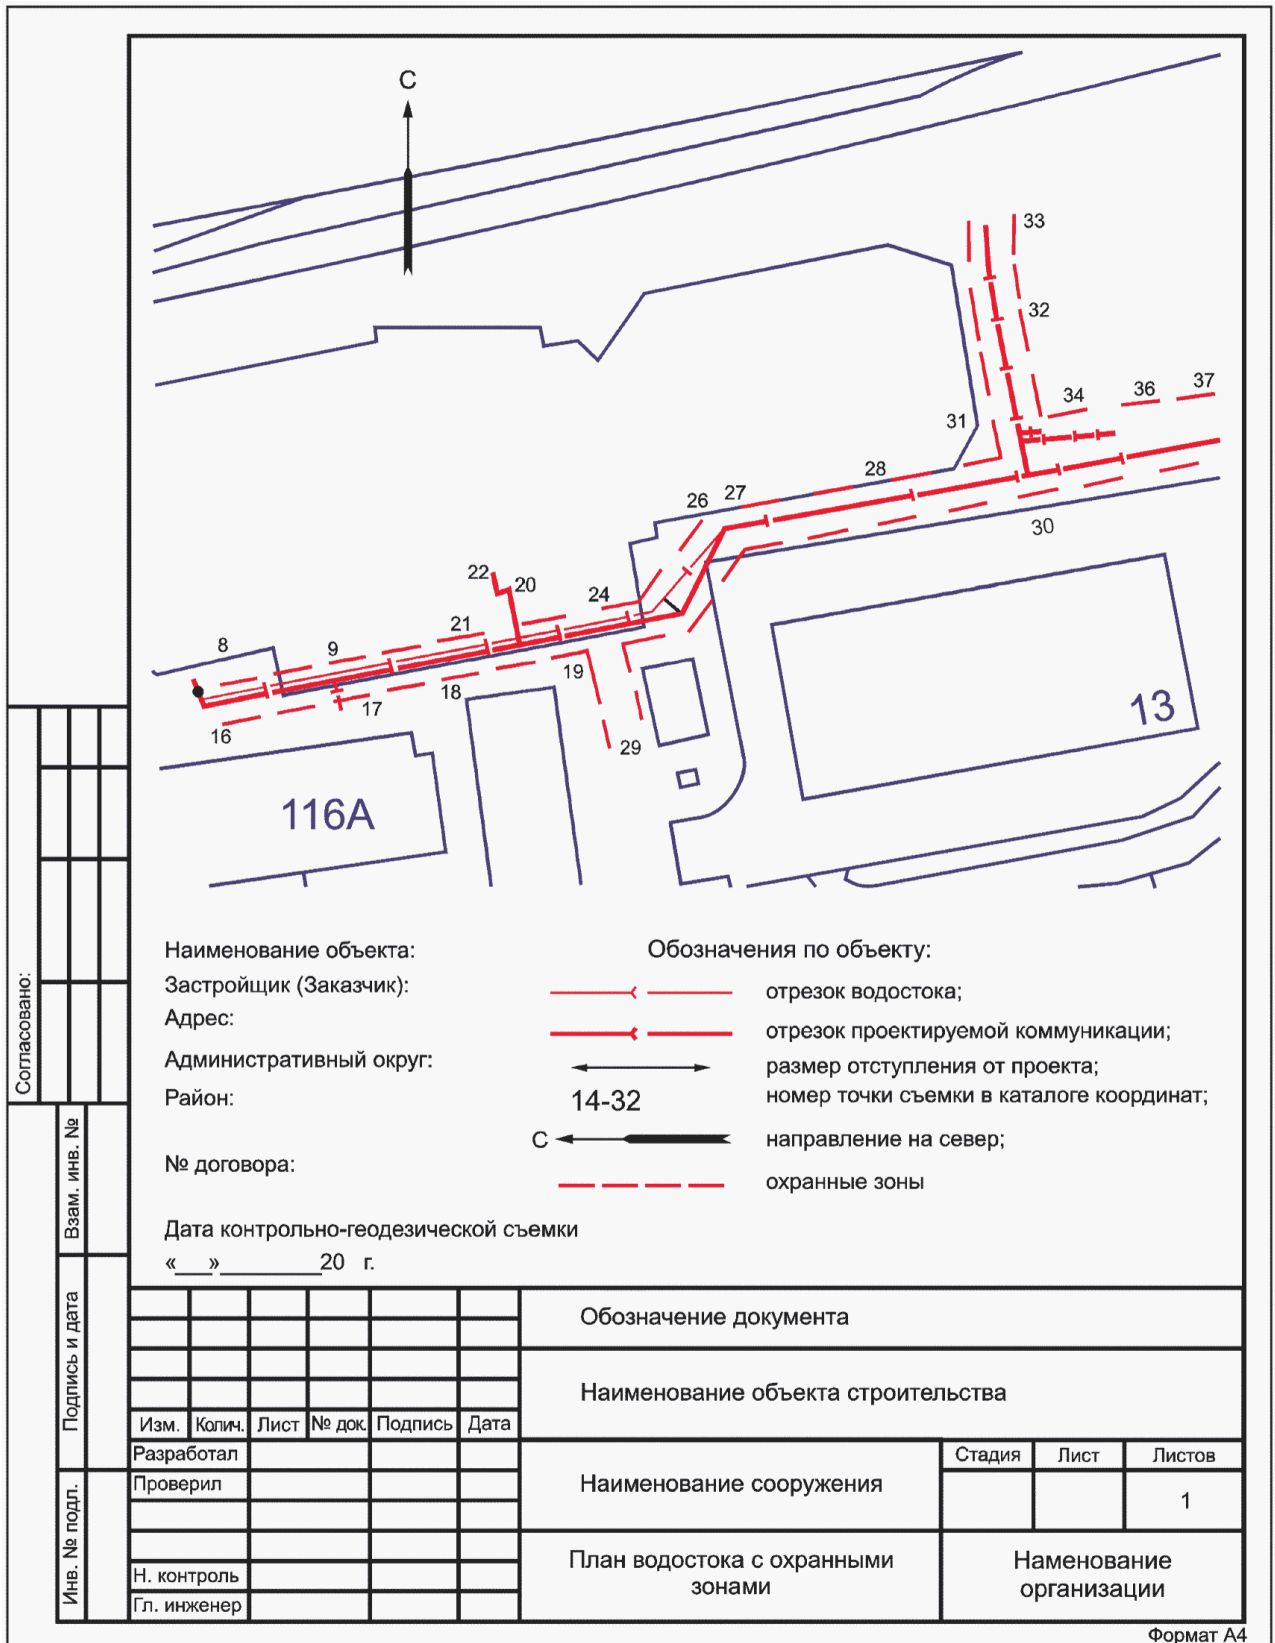 С
33
32
37
36
34
31
28
27
26
30
22
20
24
21
8
9
19
18
17
16
29
13
116А
Наименование объекта:
Обозначения по объекту:
Застройщик (Заказчик):
отрезок водостока;
Адрес:
отрезок проектируемой коммуникации;
Административный округ:
размер отступления от проекта;
Район:
14-32
номер точки съемки в каталоге координат;
С
направление на север;
№ договора:
охранные зоны
Дата контрольно-геодезической съемки
«___»_________20 г.
Согласовано:
Взам. инв. №
Подпись и дата
Инв. № подл.
Обозначение документа
Наименование объекта строительства
Изм. Колич. Лист № док. Подпись Дата
Разработал
Проверил
Н. контроль
Гл. инженер
Наименование сооружения
Стадия Лист Листов
1
План водостока с охранными
зонами
Наменование
организации
Формат А4